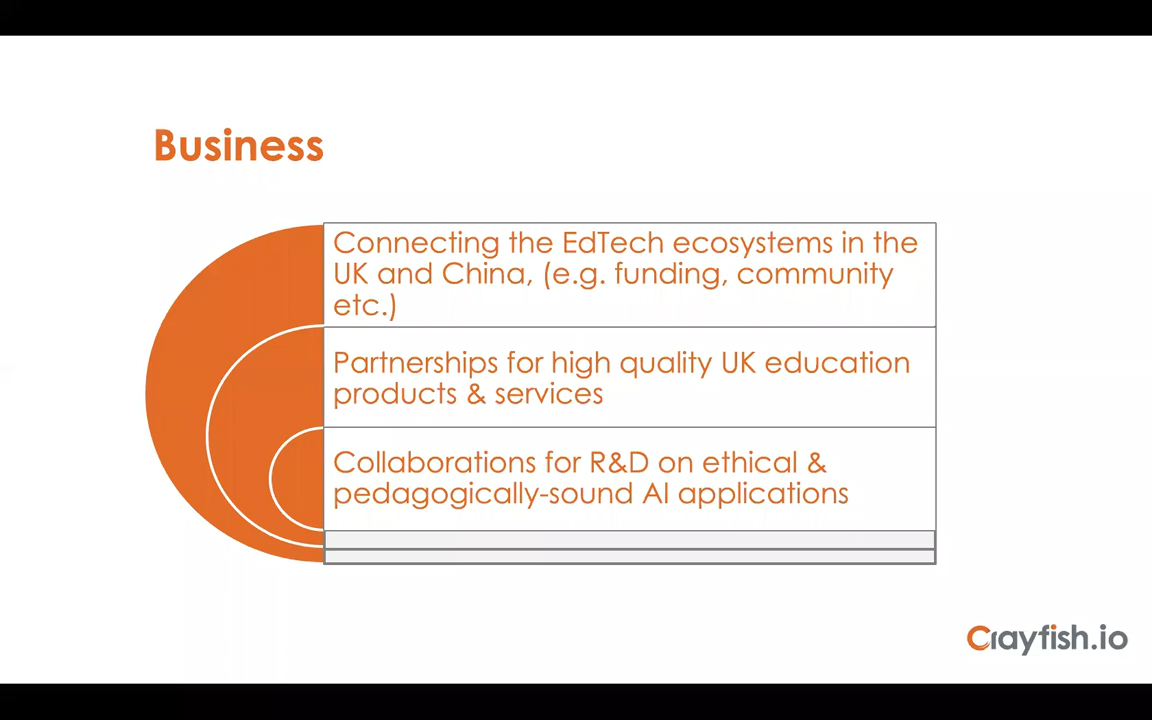 Business
Connecting the EdTech ecosystems in the
UK and China, (e.g. funding, community
etc.)
Partnerships for high quality UK education
products & services
Collaborations for R&D on ethical &
pedagogically-sound AI applications
Crayfish.io